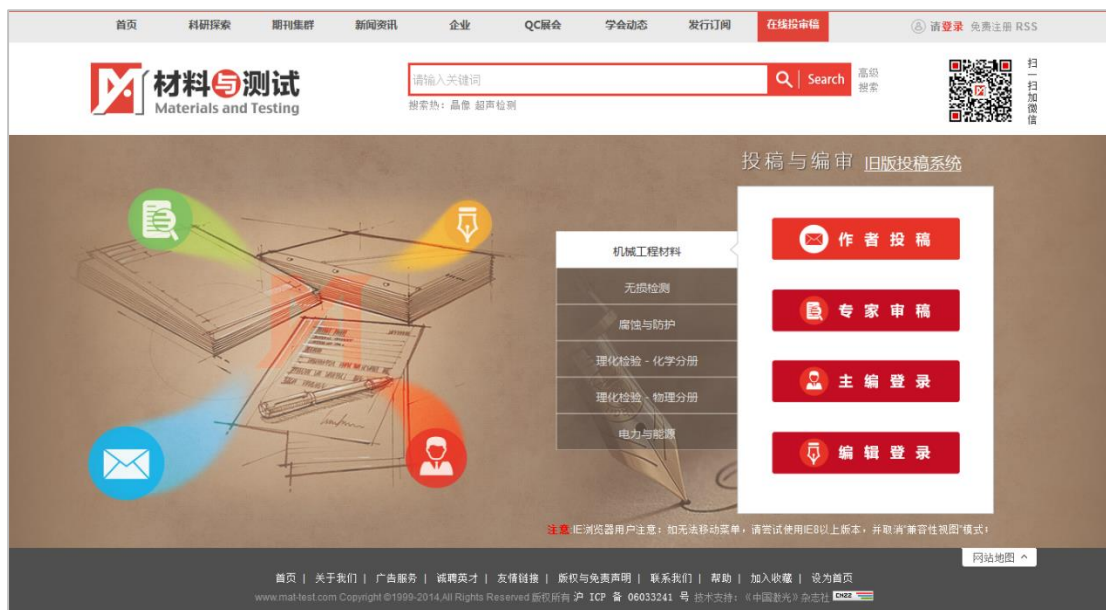 首页 科研探索 期刊集群 新闻资讯 企业 QC展会 学会动态 发行订阅 在线投审稿 请登录 免责注册 RSS
材料与测试
Materials and Testing
请输入关键词
Search
高级
搜索
搜索热：晶像 超声检测
扫一扫加微信
投稿与编审 旧版投稿系统
机械工程材料
无损检测
腐蚀与防护
理化检验 - 化学分册
理化检验 - 物理分册
电力与能源
作者投稿
专家审稿
主编登录
编辑登录
注意:IE浏览器用户注意：如无法移动菜单，请尝试使用IE8以上版本，并取消"兼容性视图"模式！
网站地图
首页 | 关于我们 | 广告服务 | 诚聘英才 | 友情链接 | 版权与免责声明 | 联系我们 | 帮助 | 加入收藏 | 设为首页
www.mat-test.com Copyright ©1999-2014,All Rights Reserved 版权所有 沪 ICP 备 06033241 号 技术支持：《中国激光》杂志社 CNZZ